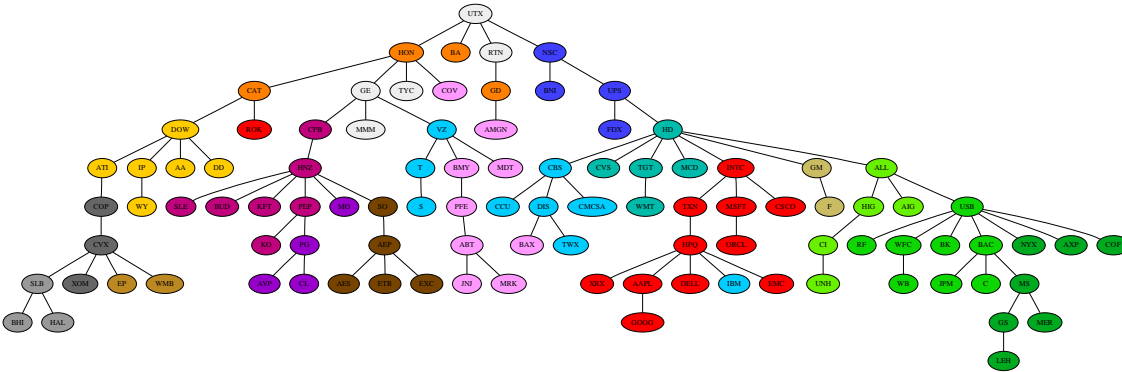 UTX
HON BA RTN NSC
CAT GE TYC COV GD BNI UPS
DOW EOK CPB MMM VZ AMGN FDX HD
ATI IP AA DD HNZ T BMY MDT CBS CVS TGT MCD INTC GM ALL
COP WY SLE BUD KFT PEP MO SO S PFE CCU DIS CMCSA WMT TXN MSFT CSCO F HIG AIG USB
CVX KO PG AEP ABT BAX TWX HPQ ORCL CI RF WFC BK BAC NYX AXP COF
SLB XOM EP WMB AVP CL AES ETR EXC JNJ MRK XRX AAPL DELL IBM EMC UNH WB JPM C MS
BHI HAL GOOG GS MER
LEH